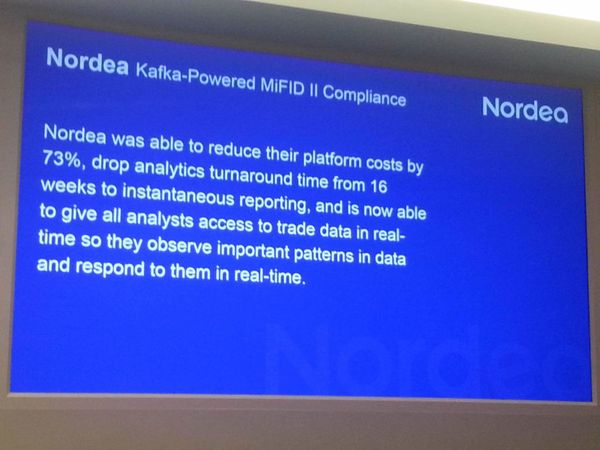 Nordea Kafka-Powered MiFID II Compliance
Nordea
Nordea was able to reduce their platform costs by
73%, drop analytics turnaround time from 16
weeks to instantaneous reporting, and is now able
to give all analysts access to trade data in real-
time so they observe important patterns in data
and respond to them in real-time.
Nordea